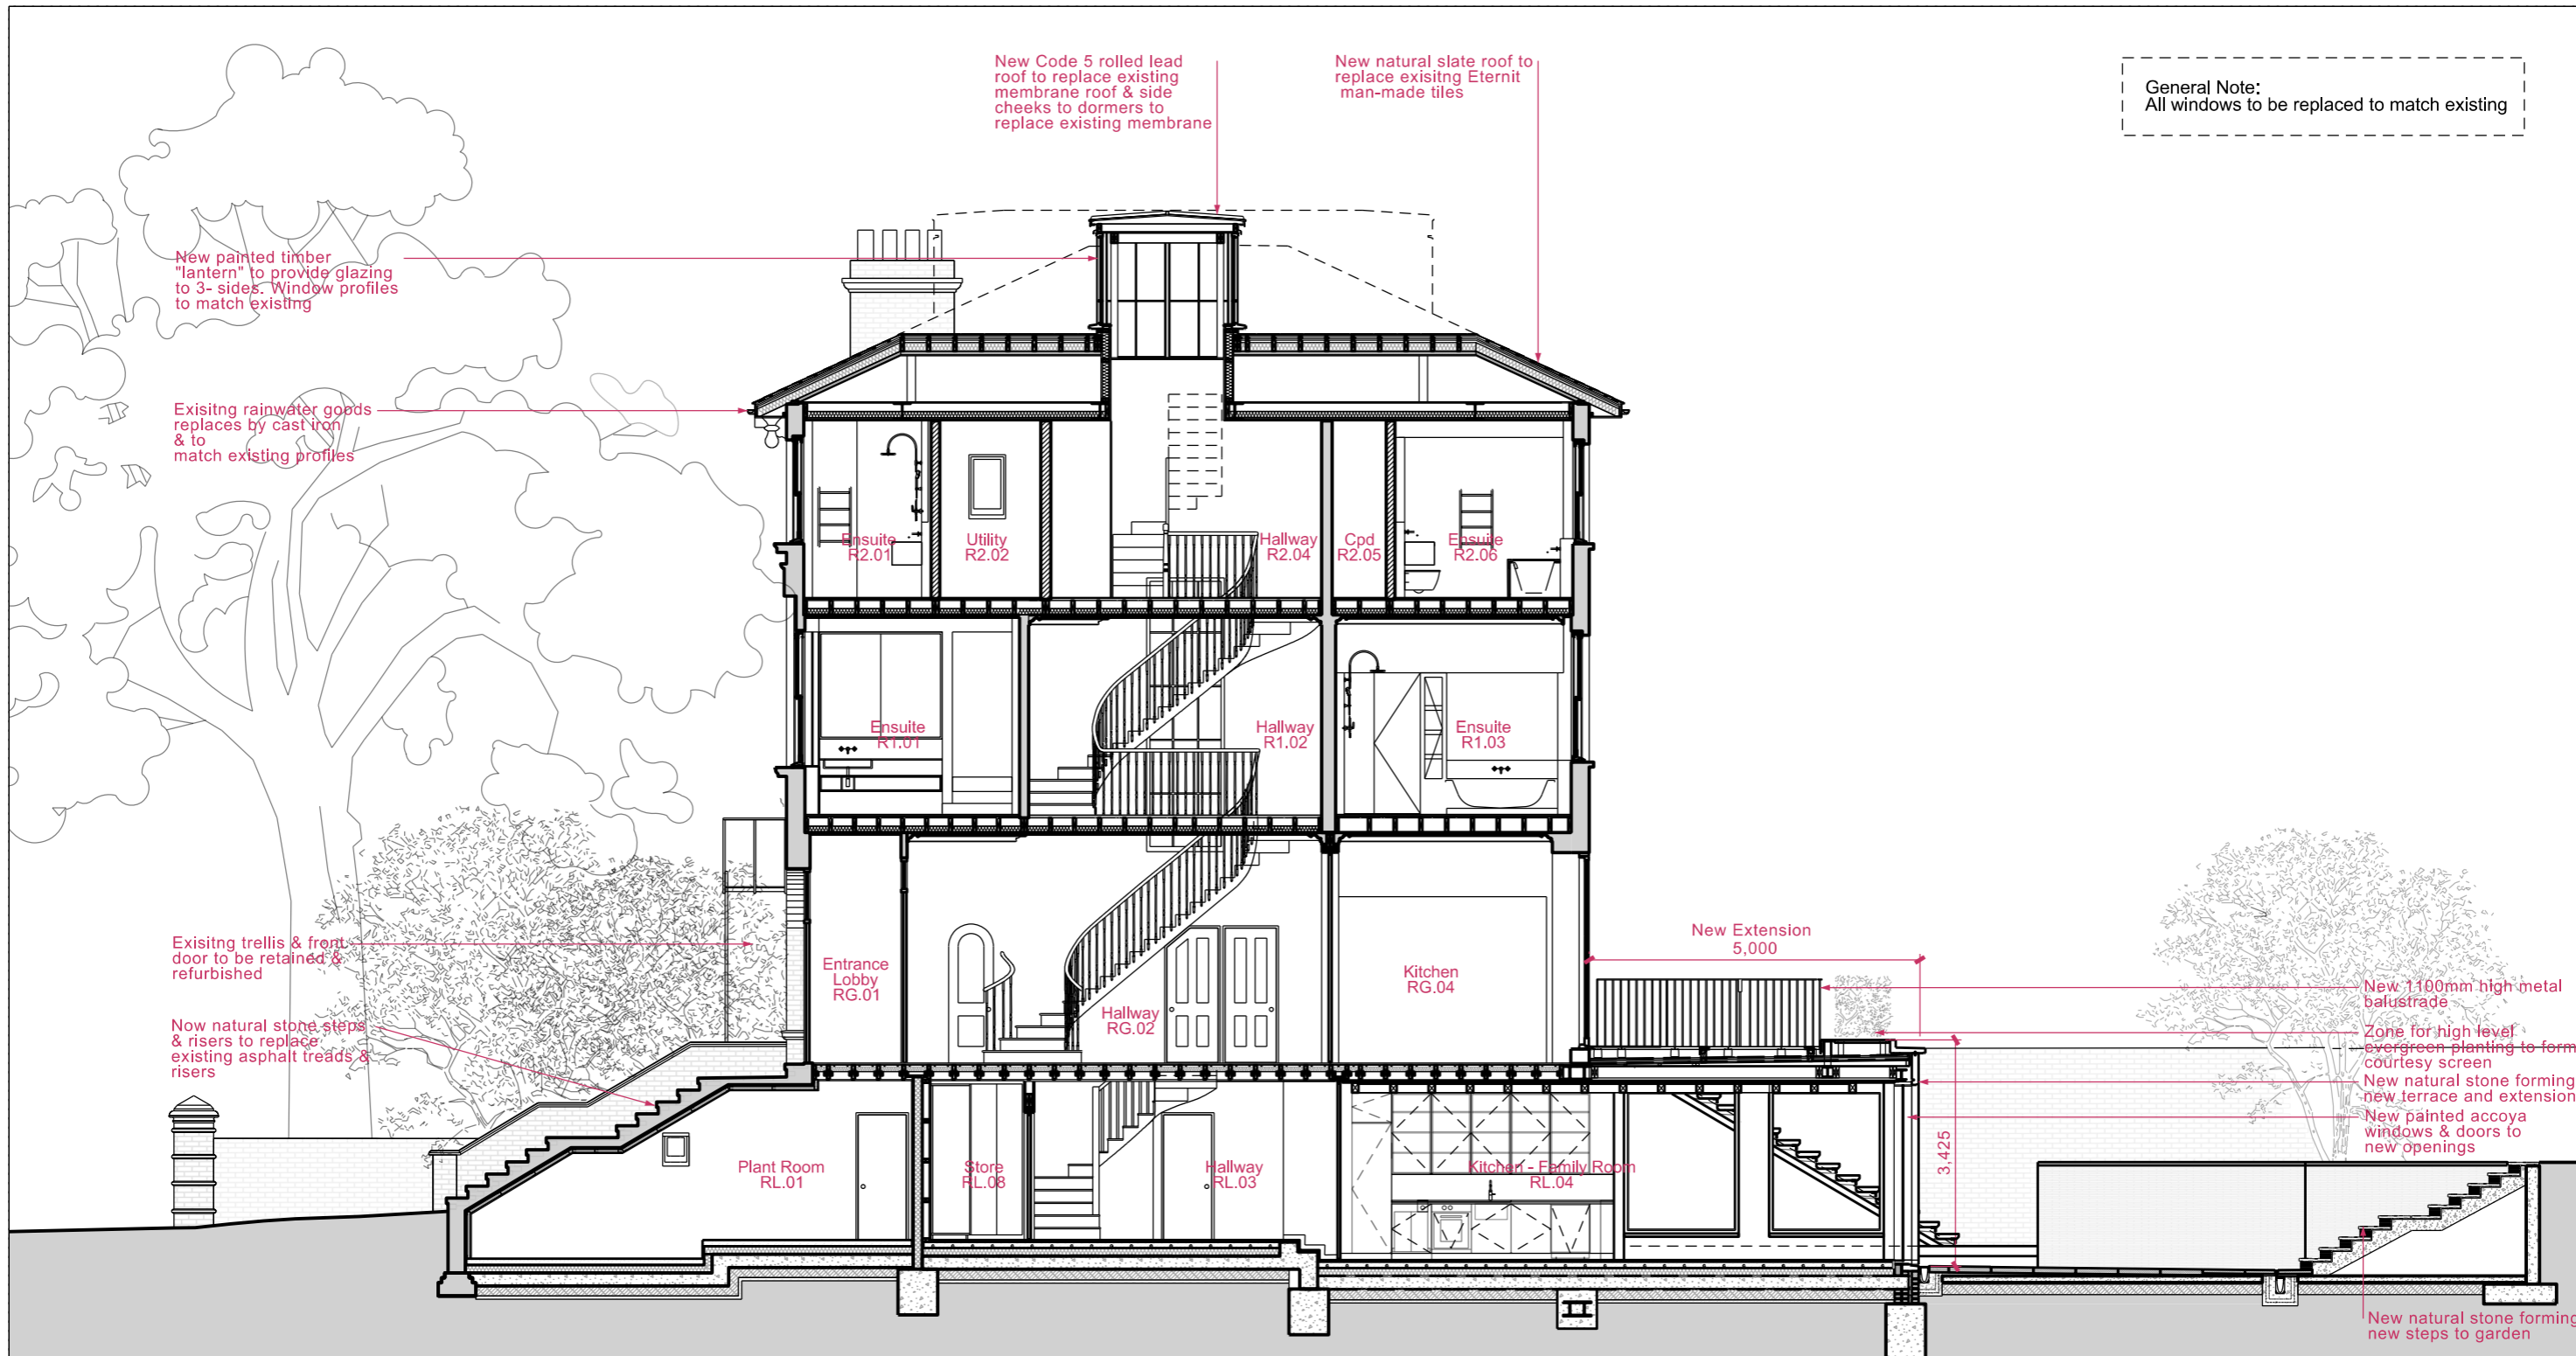 New Code 5 rolled lead
roof to replace existing
membrane roof & side
cheeks to dormers to
replace existing membrane
New natural slate roof to
replace exisitng Eternit
man-made tiles
General Note:
All windows to be replaced to match existing
New painted timber
"lantern" to provide glazing
to 3- sides. Window profiles
to match existing
Exisitng rainwater goods
replaces by cast iron
& to
match existing profiles
Ensuite
R2.01
Utility
R2.02
Hallway
R2.04
Cpd
R2.05
Ensuite
R2.06
Ensuite
R1.01
Hallway
R1.02
Ensuite
R1.03
Exisitng trellis & front
door to be retained &
refurbished
Now natural stone steps
& risers to replace
existing asphalt treads &
risers
Entrance
Lobby
RG.01
Hallway
RG.02
Kitchen
RG.04
New Extension
5,000
New 1100mm high metal
balustrade
Zone for high level
evergreen planting to form
courtesy screen
New natural stone forming
new terrace and extension
New painted accoya
windows & doors to
new openings
3,425
Plant Room
RL.01
Store
RL.08
Hallway
RL.03
Kitchen - Family Room
RL.04
New natural stone forming
new steps to garden